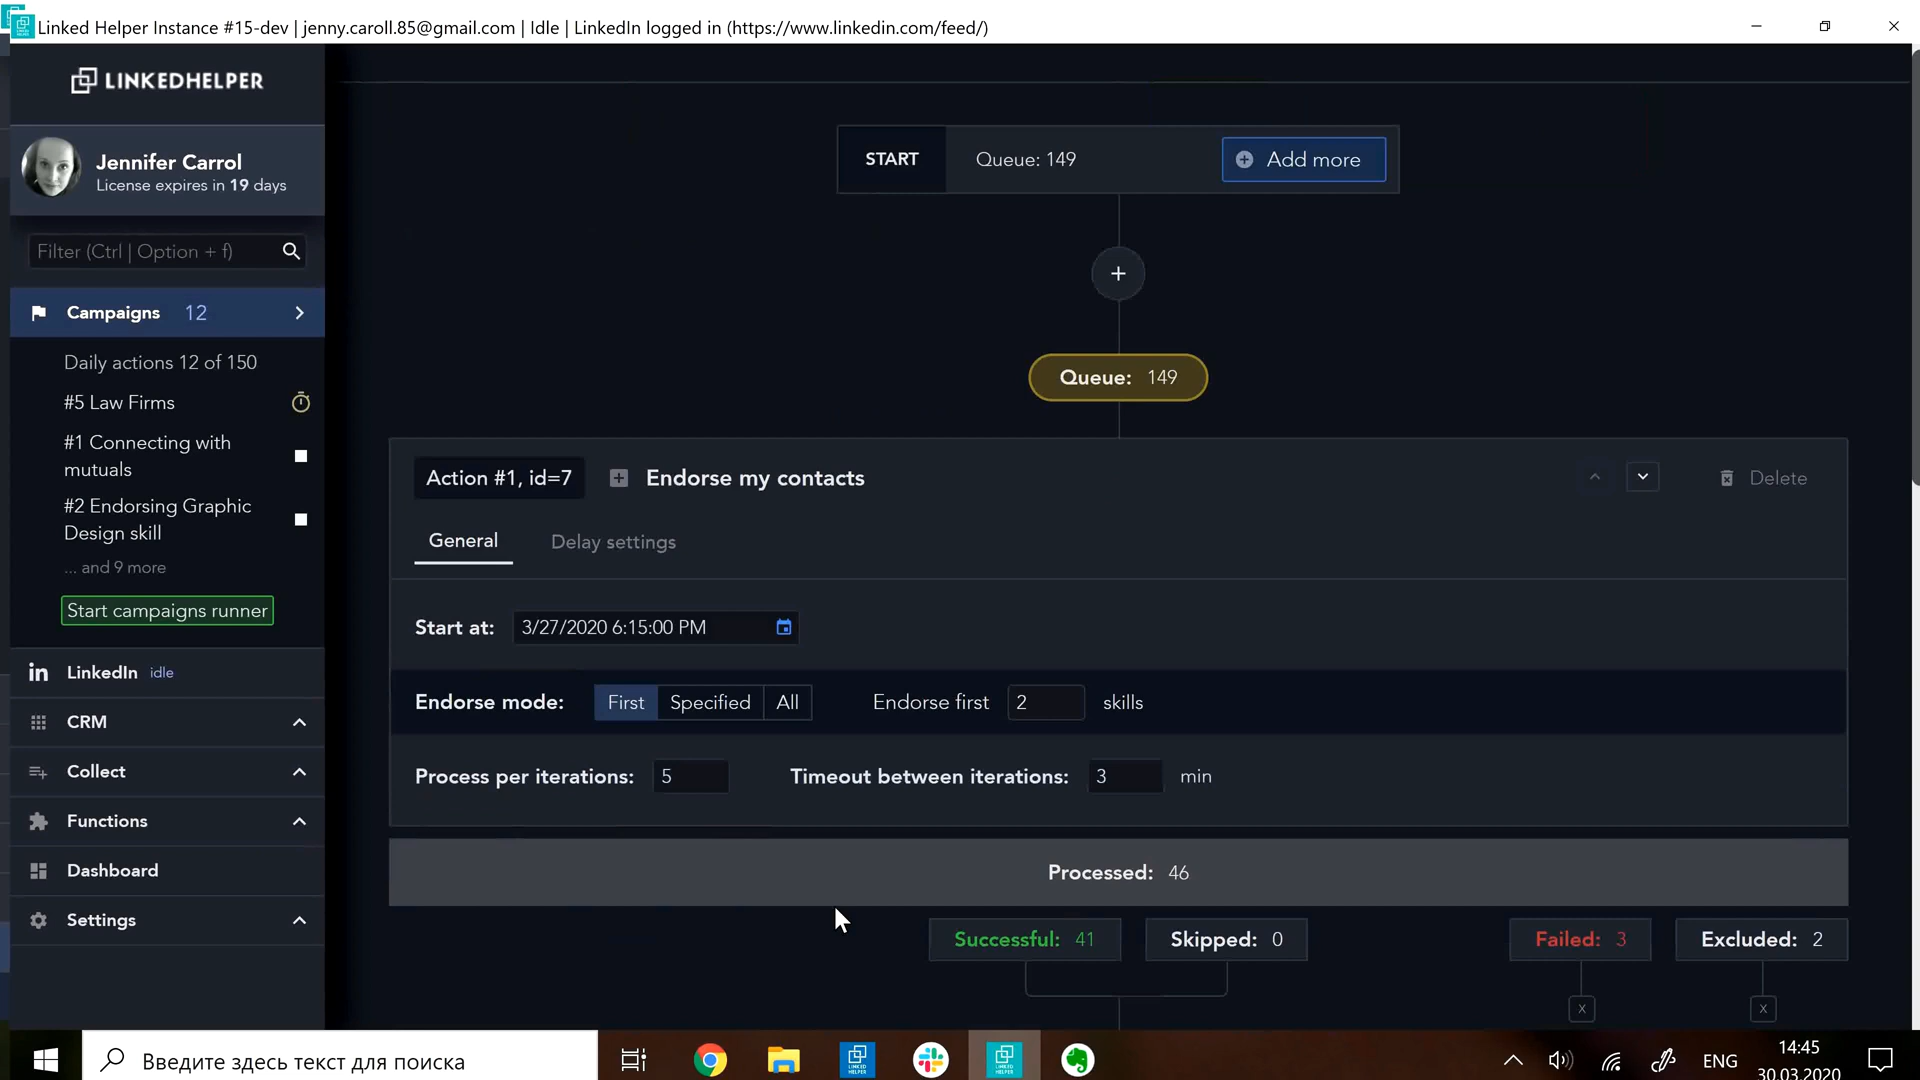 Linked Helper Instance #15-dev | jenny.caroll.85@gmail.com | Idle | LinkedIn logged in (https://www.linkedin.com/feed/)
LINKEDHELPER
Jennifer Carrol
License expires in 19 days
Filter (Ctrl | Option + f)
Campaigns 12
Daily actions 12 of 150
#5 Law Firms
#1 Connecting with
mutuals
#2 Endorsing Graphic
Design skill
... and 9 more
Start campaigns runner
LinkedIn idle
CRM
Collect
Functions
Dashboard
Settings
START Queue: 149 Add more
Queue: 149
Action #1, id=7 Endorse my contacts Delete
General Delay settings
Start at: 3/27/2020 6:15:00 PM
Endorse mode: First Specified All Endorse first 2 skills
Process per iterations: 5 Timeout between iterations: 3 min
Processed: 46
Successful: 41 Skipped: 0 Failed: 3 Excluded: 2
x x
Введите здесь текст для поиска
LINKED
HELPER
LINKED
HELPER
ENG
14:45
30.03.2020